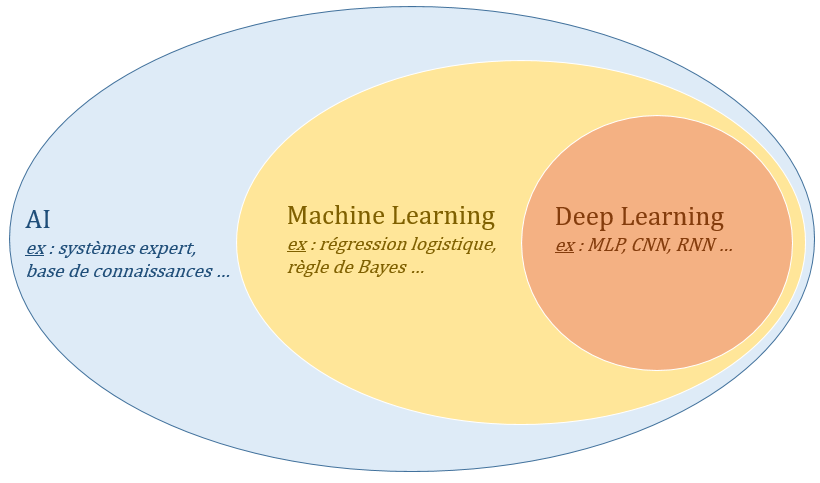 AI
ex : systèmes expert,
base de connaissances ...
Machine Learning
ex : régression logistique,
règle de Bayes ...
Deep Learning
ex : MLP, CNN, RNN ...